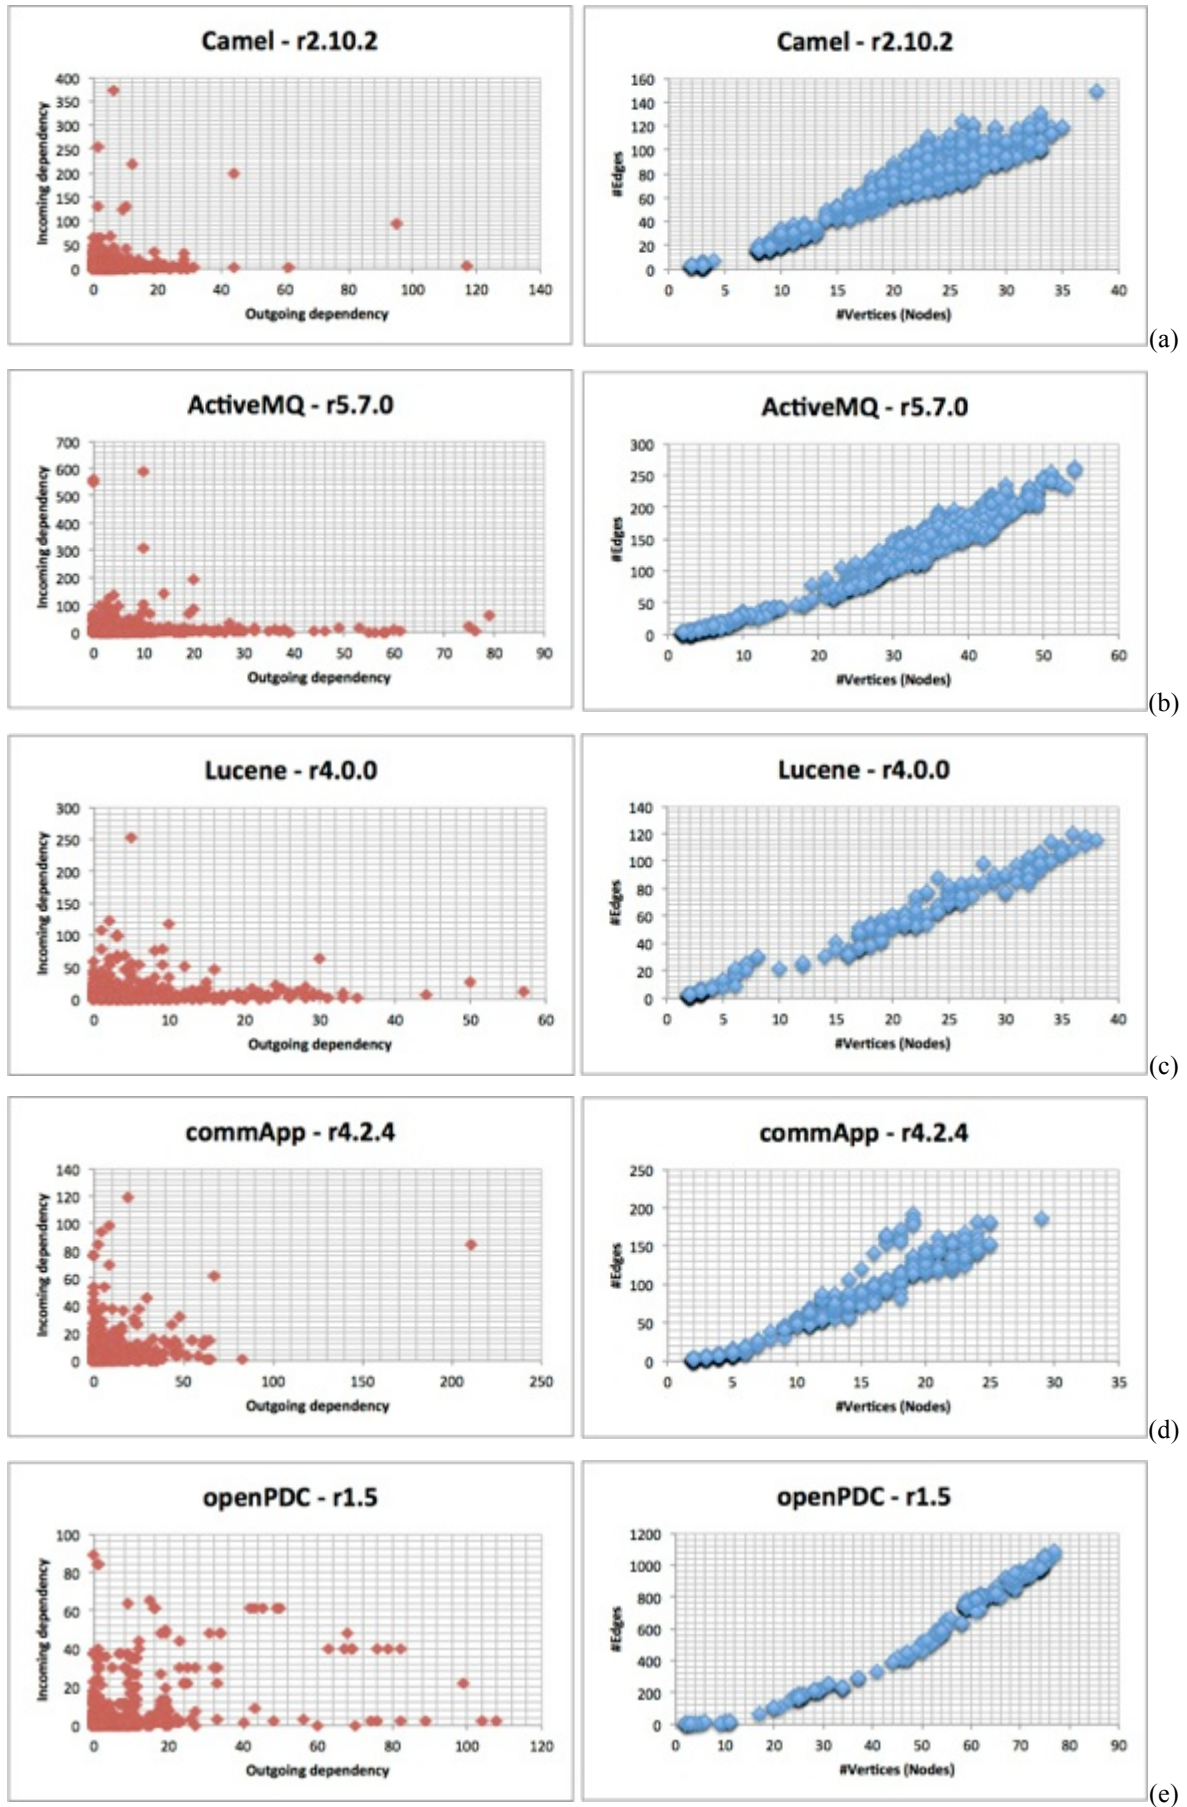 Camel - r2.10.2
Incoming dependency
400
350
300
250
200
150
100
50
0
0 20 40 60 80 100 120 140
Outgoing dependency
Camel - r2.10.2
#Edges
160
140
120
100
80
60
40
20
0
0 5 10 15 20 25 30 35 40
#Vertices (Nodes)
(a)
ActiveMQ - r5.7.0
Incoming dependency
700
600
500
400
300
200
100
0
0 10 20 30 40 50 60 70 80 90
Outgoing dependency
ActiveMQ - r5.7.0
#Edges
300
250
200
150
100
50
0
0 10 20 30 40 50 60
#Vertices (Nodes)
(b)
Lucene - r4.0.0
Incoming dependency
300
250
200
150
100
50
0
0 10 20 30 40 50 60
Outgoing dependency
Lucene - r4.0.0
#Edges
140
120
100
80
60
40
20
0
0 5 10 15 20 25 30 35 40
#Vertices (Nodes)
(c)
commApp - r4.2.4
Incoming dependency
140
120
100
80
60
40
20
0
0 50 100 150 200 250
Outgoing dependency
commApp - r4.2.4
#Edges
250
200
150
100
50
0
0 5 10 15 20 25 30 35
#Vertices (Nodes)
(d)
openPDC - r1.5
Incoming dependency
100
80
60
40
20
0
0 20 40 60 80 100 120
Outgoing dependency
openPDC - r1.5
#Edges
1200
1000
800
600
400
200
0
0 10 20 30 40 50 60 70 80 90
#Vertices (Nodes)
(e)